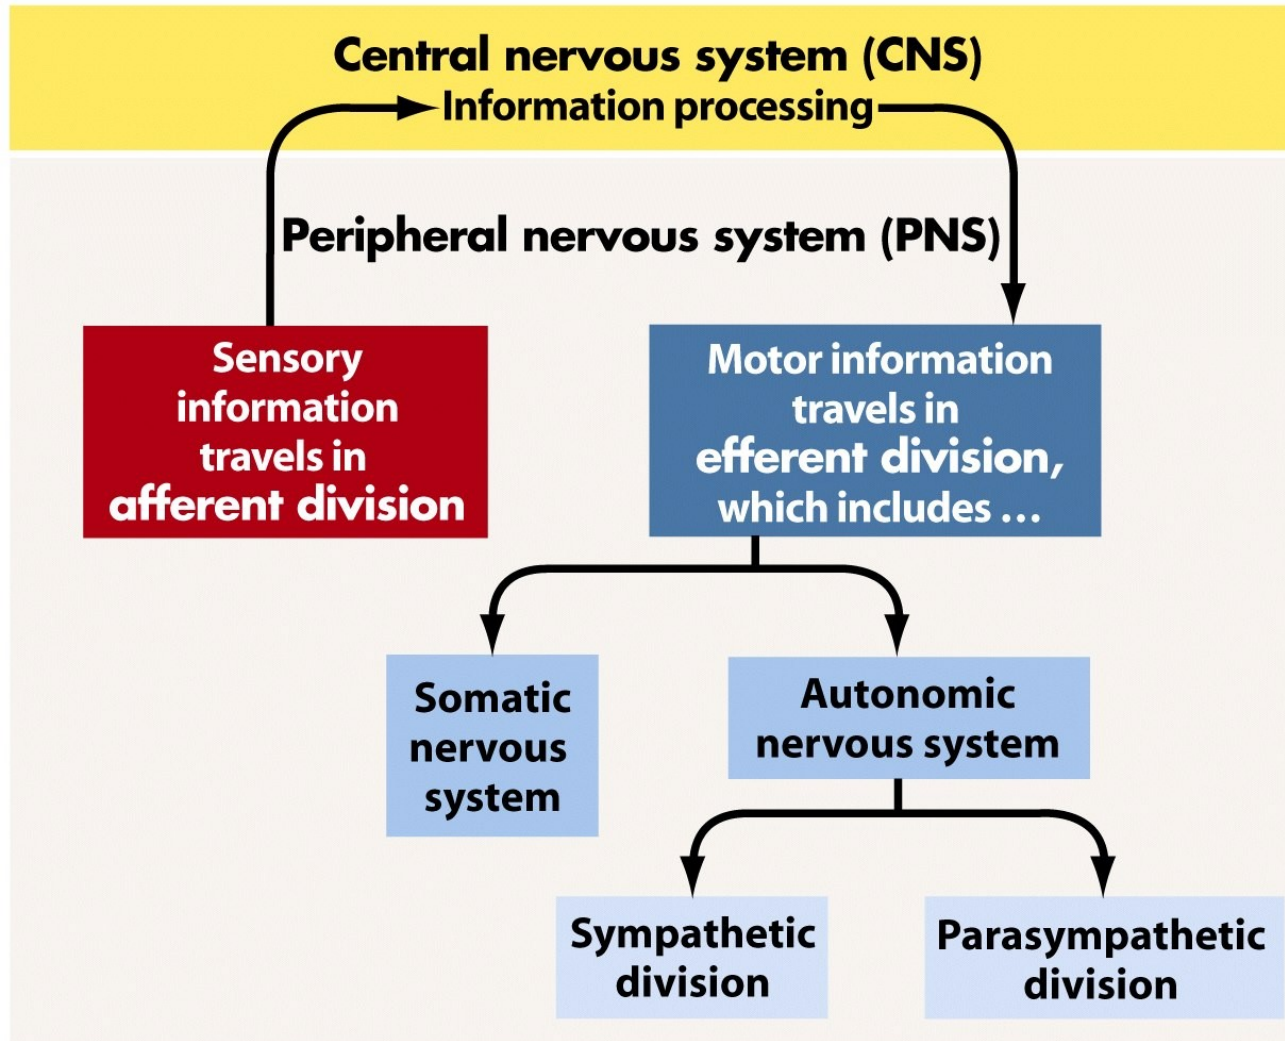 Central nervous system (CNS)
Information processing
Peripheral nervous system (PNS)
Sensory
information
travels in
afferent division
Motor information
travels in
efferent division,
which includes ...
Somatic
nervous
system
Autonomic
nervous system
Sympathetic
division
Parasympathetic
division